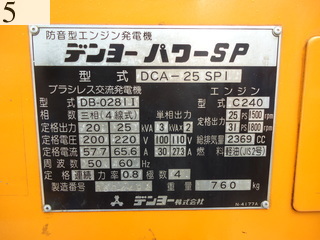 5
防音型エンジン発電機
デンヨー パワーSP
型式 DCA-25 SPI
ブラシレス交流発電機 エンジン
型式 DB-0281I 型式 C240
相数 三相(4線式) 単相出力 定格出力 25 PS 1500 rpm
定格出力 20 25 KVA 3 KVA×2 31 PS 1800 rpm
定格電圧 200 220 V 100 110 V 総排気量 2369 CC
定格電流 57.7 65.6 A 30 27.3 A 燃料 軽油(JIS2号)
周波数 50 60 Hz
定格 連続 力率 0.8 極数 4
製造番号 重量 760 kg
デンヨー株式会社
N-4177A